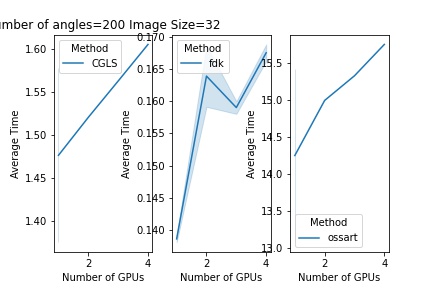 mber of angles=200 Image Size=32
Average Time
1.60
1.55
1.50
1.45
1.40
Method
CGLS
2
4
Number of GPUs
Average Time
0.170
0.165
0.160
0.155
0.150
0.145
0.140
Method
fdk
2
4
Number of GPUs
Average Time
15.5
15.0
14.5
14.0
13.5
13.0
Method
ossart
2
4
Number of GPUs